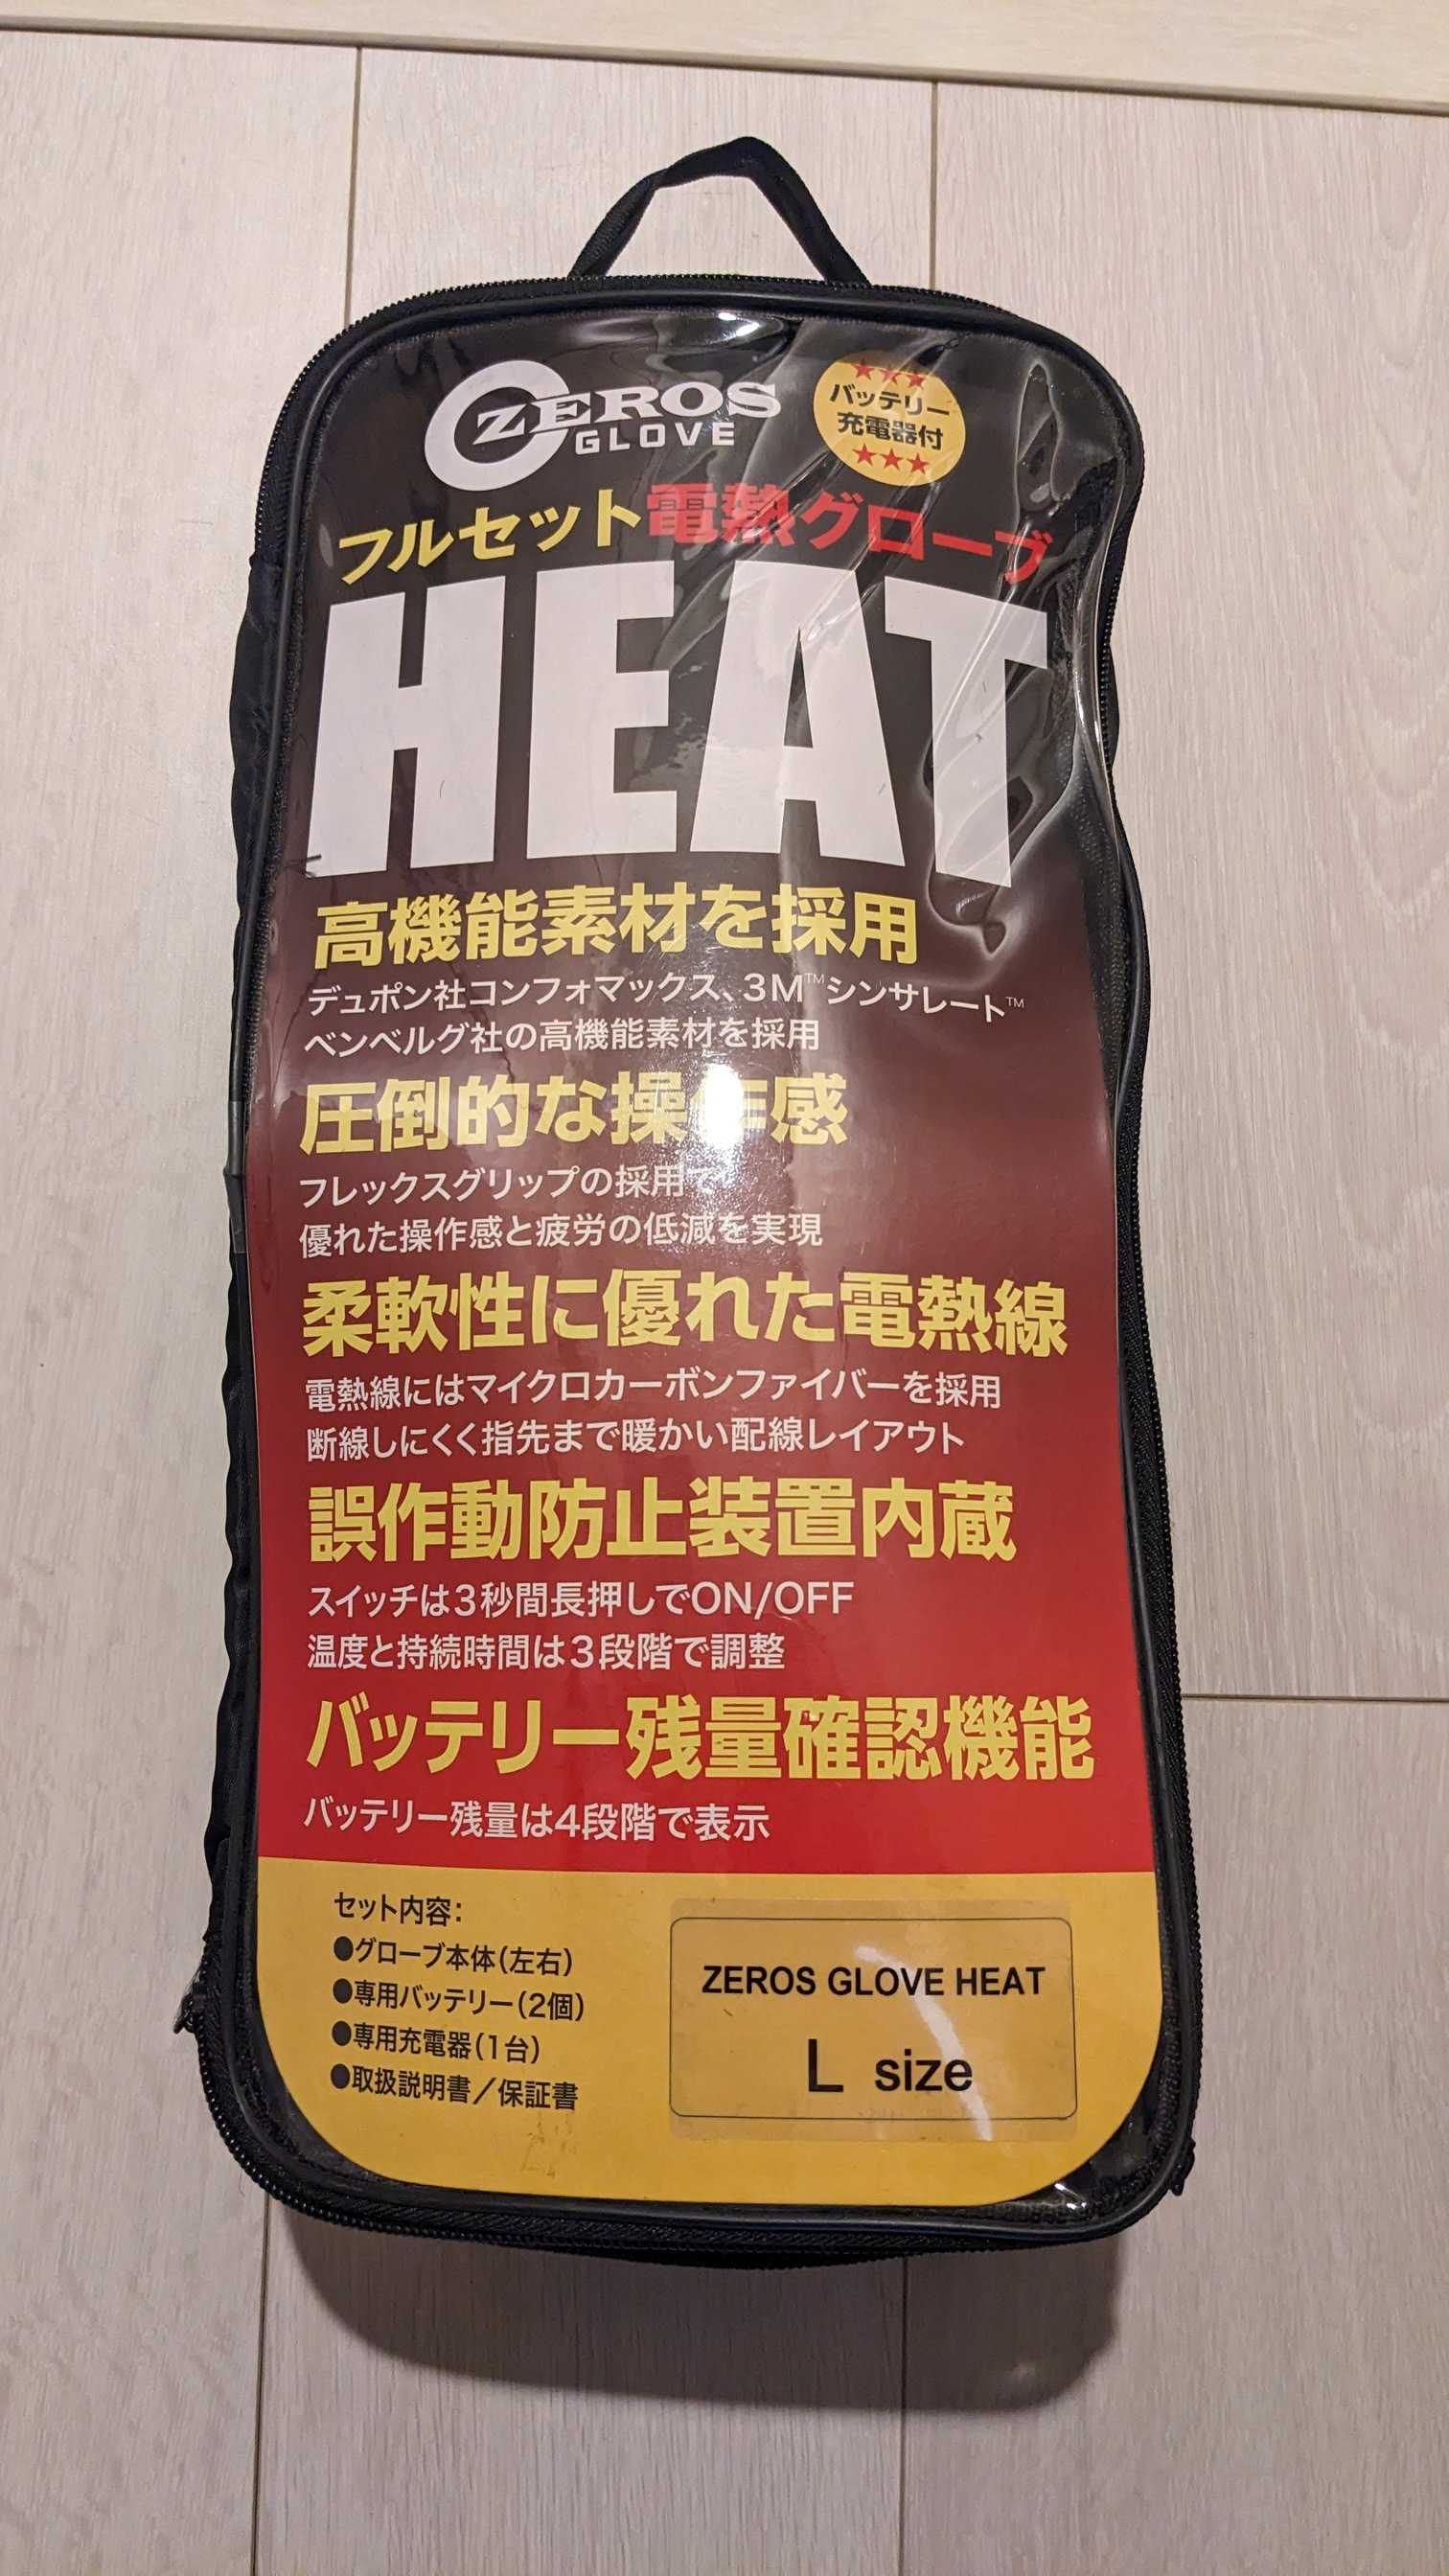 ZEROS
GLOVE
バッテリー
充電器付
フルセット電熱グローブ
HEAT
高機能素材を採用
デュポン社コンフォマックス、3M™シンサレート™
ベンベルグ社の高機能素材を採用
圧倒的な操作感
フレックスグリップの採用で
優れた操作感と疲労の低減を実現
柔軟性に優れた電熱線
電熱線にはマイクロカーボンファイバーを採用
断線しにくく指先まで暖かい配線レイアウト
誤作動防止装置内蔵
スイッチは3秒間長押しでON/OFF
温度と持続時間は3段階で調整
バッテリー残量確認機能
バッテリー残量は4段階で表示
セット内容：
●グローブ本体(左右)
●専用バッテリー(2個)
●専用充電器(1台)
●取扱説明書／保証書
ZEROS GLOVE HEAT
L size